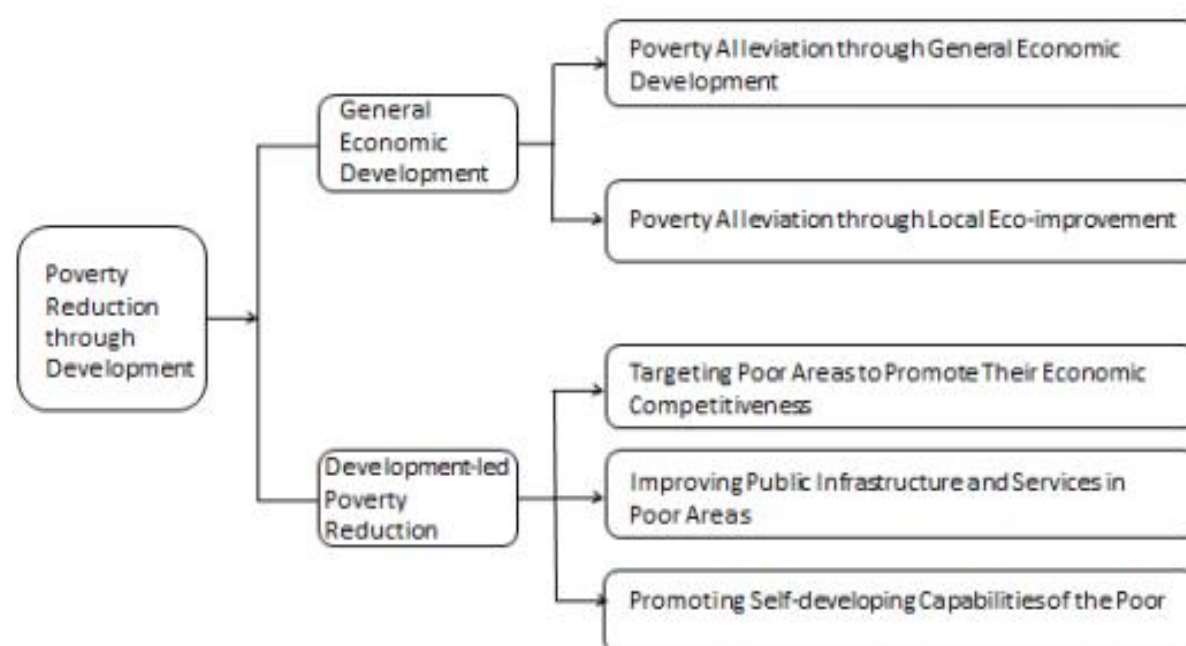 Poverty
Reduction
through
Development
General
Economic
Development
Development-led
Poverty
Reduction
Poverty Alleviation through General Economic
Development
Poverty Alleviation through Local Eco-improvement
Targeting Poor Areas to Promote Their Economic
Competitiveness
Improving Public Infrastructure and Services in
Poor Areas
Promoting Self-developing Capabilities of the Poor